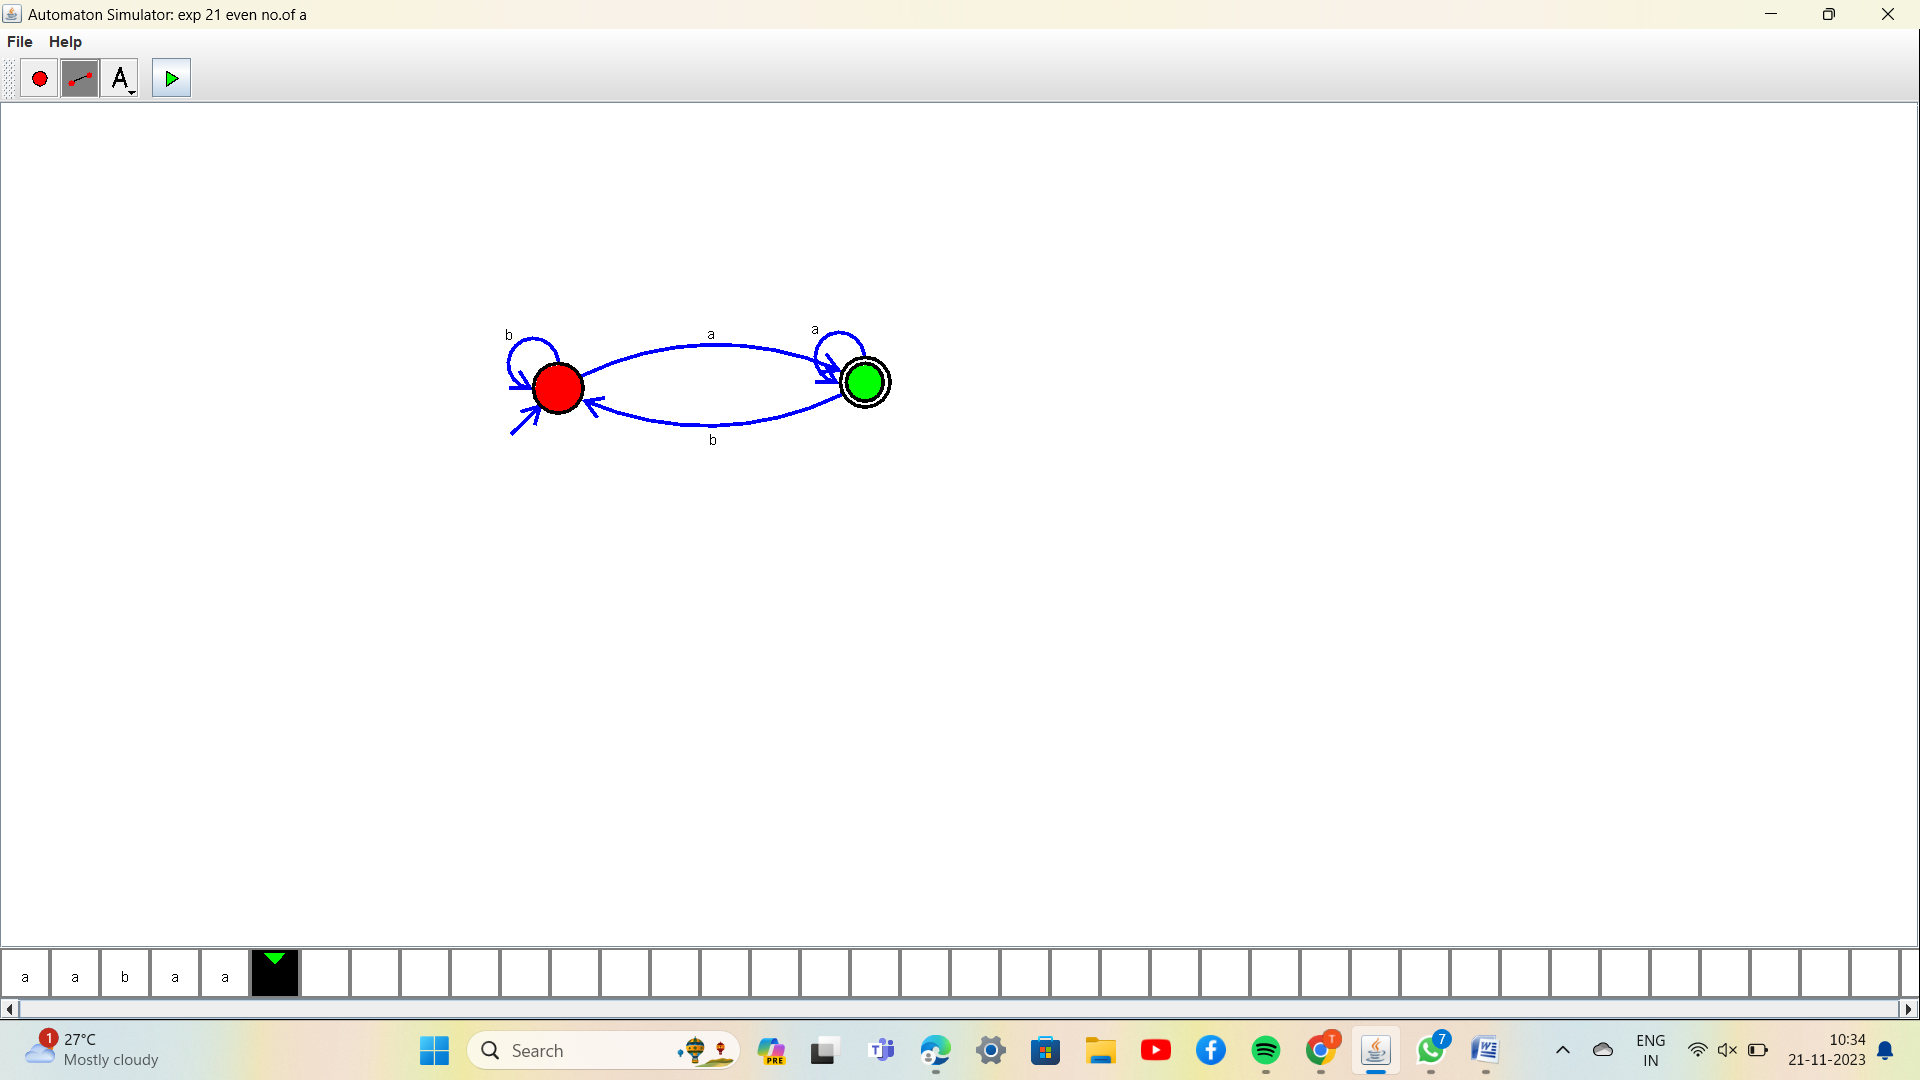 Automaton Simulator: exp 21 even no.of a
File Help
A
b
a
a
b
a a b a a
1
27°C
Mostly cloudy
Search
PRE
T
7
ENG
IN
10:34
21-11-2023